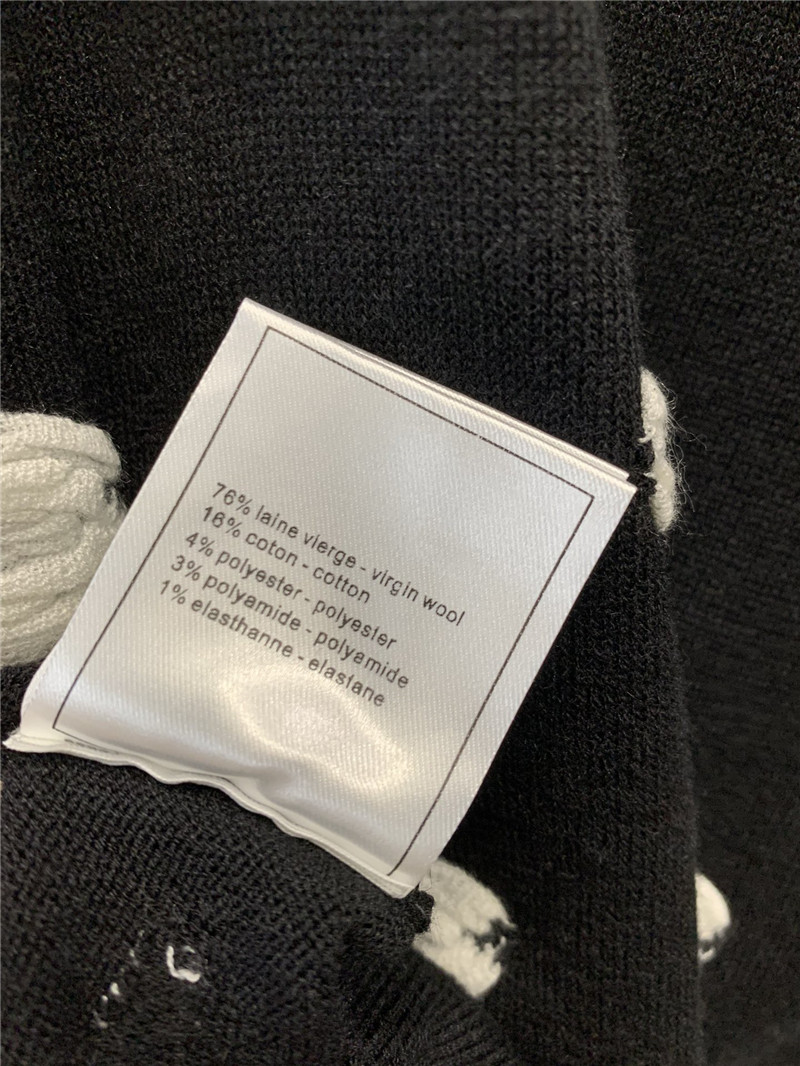 76% laine vierge - virgin wool
16% coton - cotton
4% polyester - polyester
3% polyamide - polyamide
1% elasthanne - elastane